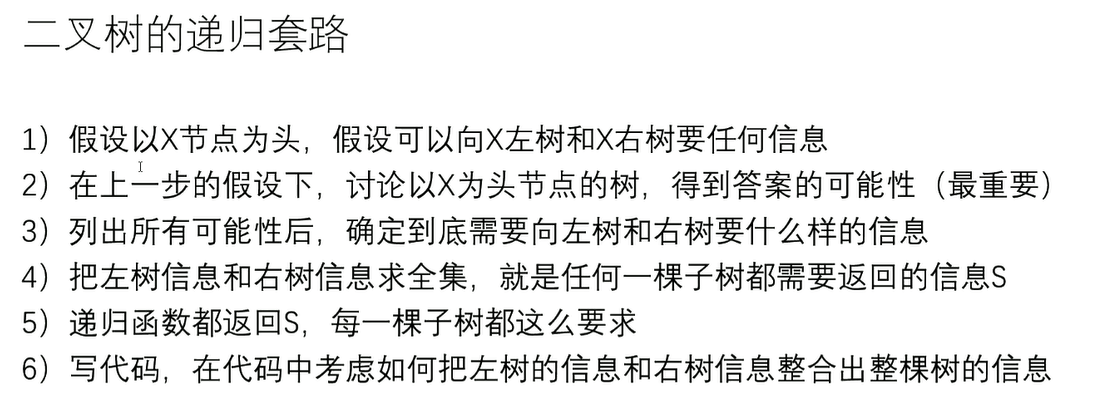 二叉树的递归套路
1）假设以X节点为头，假设可以向X左树和X右树要任何信息
2）在上一步的假设下，讨论以X为头节点的树，得到答案的可能性（最重要）
3）列出所有可能性后，确定到底需要向左树和右树要什么样的信息
4）把左树信息和右树信息求全集，就是任何一棵子树都需要返回的信息S
5）递归函数都返回S，每一棵子树都这么要求
6）写代码，在代码中考虑如何把左树的信息和右树信息整合出整棵树的信息